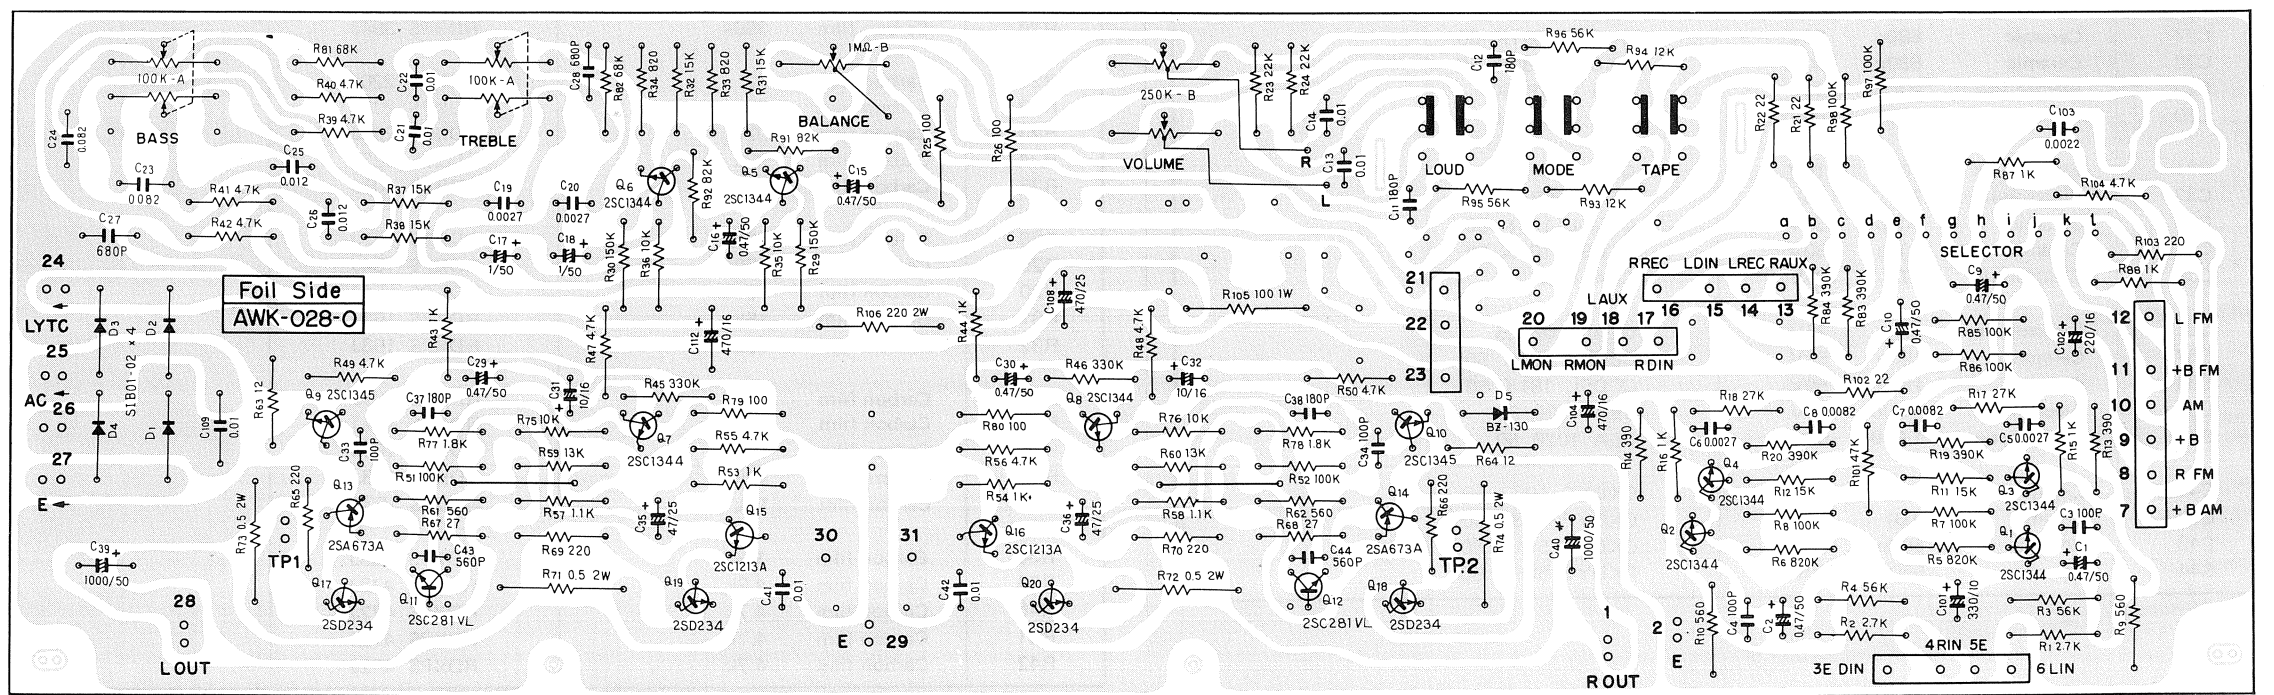 R81 68K
100K-A
R40 4.7K
R39 4.7K
C22 0.01
C21 0.01
100K-A
C24 0.082
BASS
TREBLE
C28 680P
R82 68K
R34 820
R32 15K
R33 820
R31 15K
1MΩ-B
BALANCE
R91 82K
R25 100
R26 100
250K-B
VOLUME
R23 22K
R24 22K
C14 0.01
R
C13 0.01
L
C12 180P
R96 56K
R94 12K
LOUD
MODE
TAPE
R22 22
R21 22
R98 100K
R97 100K
C103
0.0022
R87 1K
R104 4.7K
C25
0.012
C23
0.082
R41 4.7K
R42 4.7K
C27
680P
C26 0.012
R37 15K
R38 15K
C19
0.0027
C20
0.0027
C17 +
1/50
C18 +
1/50
Q6
2SC1344
R92 82K
Q5
2SC1344
+ C15
0.47/50
R30 150K
R36 10K
C16 +
0.47/50
R35 10K
R29 150K
C11 180P
R95 56K
R93 12K
a b c d e f g h i j k l
SELECTOR
R103 220
R88 1K
24
LYTC
25
AC 26
27
E
D3
D2
D4
D1
SIB01-02 x 4
Foil Side
AWK-028-0
R43 1K
R49 4.7K
R63 12
C109 0.01
Q9
2SC1345
C29 +
0.47/50
C31 10/16 +
R47 4.7K
C112 +
470/16
R45 330K
R106 220 2W
R44 1K
C108 +
470/25
R105 100 1W
R48 4.7K
C30 +
0.47/50
R46 330K
+ C32
10/16
R50 4.7K
21
22
23
RREC LDIN LREC RAUX
16 15 14 13
LAUX
20 19 18 17
LMON RMON RDIN
R84 390K
R83 390K
C10 0.47/50 +
C9 +
0.47/50
R85 100K
R86 100K
C102 +
220/16
12 L FM
11 +B FM
10 AM
9 +B
8 R FM
7 +B AM
C37 180P
R77 1.8K
C33 100P
R51 100K
R61 560
R67 27
C43
560P
R75 10K
R59 13K
R57 1.1K
R69 220
R71 0.5 2W
Q7
2SC1344
R79 100
R55 4.7K
R53 1K
C35 +
47/25
Q15
2SC1213A
R80 100
R56 4.7K
R54 1K
Q8
2SC1344
C36 +
47/25
Q16
2SC1213A
R76 10K
R60 13K
R58 1.1K
R70 220
R72 0.5 2W
C38 180P
R78 1.8K
R52 100K
R62 560
R68 27
C44
560P
C34 100P
Q10
2SC1345
D5
BZ-130
R64 12
C104 +
470/16
Q14
2SA673A
R66 220
TP2
R74 0.5 2W
C40 +
1000/50
R102 22
R18 27K
C8 0.0082
C7 0.0082
R17 27K
C6 0.0027
C5 0.0027
R14 390
R16 1K
R20 390K
R19 390K
R15 1K
R13 390
R101 47K
Q4
2SC1344
R12 15K
R11 15K
Q3
2SC1344
R8 100K
R7 100K
Q2
2SC1344
R6 820K
R5 820K
Q1
2SC1344
C3 100P
+ C1
0.47/50
C39 +
1000/50
R73 0.5 2W
R65 220
TP1
Q13
2SA673A
Q17
2SD234
Q11
2SC281VL
Q19
2SD234
C41 0.01
30
31
C42 0.01
Q20
2SD234
Q12
2SC281VL
Q18
2SD234
28
L OUT
E 29
1
R OUT
2
E
R10 560
C4 100P
C2 + 0.47/50
R4 56K
R2 2.7K
C101 +
330/10
R3 56K
R1 2.7K
R9 560
4RIN 5E
3E DIN
6 LIN